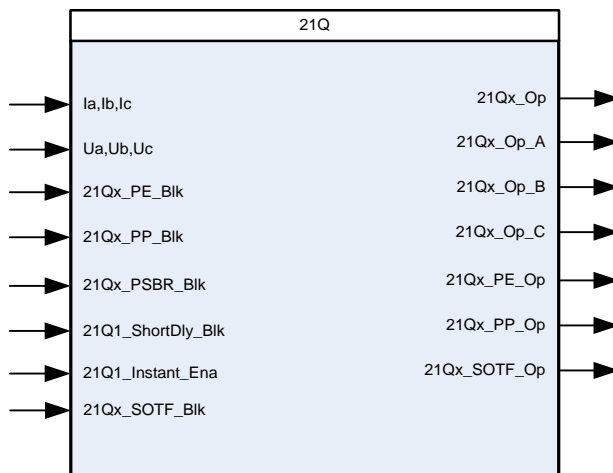 21Q
Ia,Ib,Ic
Ua,Ub,Uc
21Qx_PE_Blk
21Qx_PP_Blk
21Qx_PSBR_Blk
21Q1_ShortDly_Blk
21Q1_Instant_Ena
21Qx_SOTF_Blk
21Qx_Op
21Qx_Op_A
21Qx_Op_B
21Qx_Op_C
21Qx_PE_Op
21Qx_PP_Op
21Qx_SOTF_Op